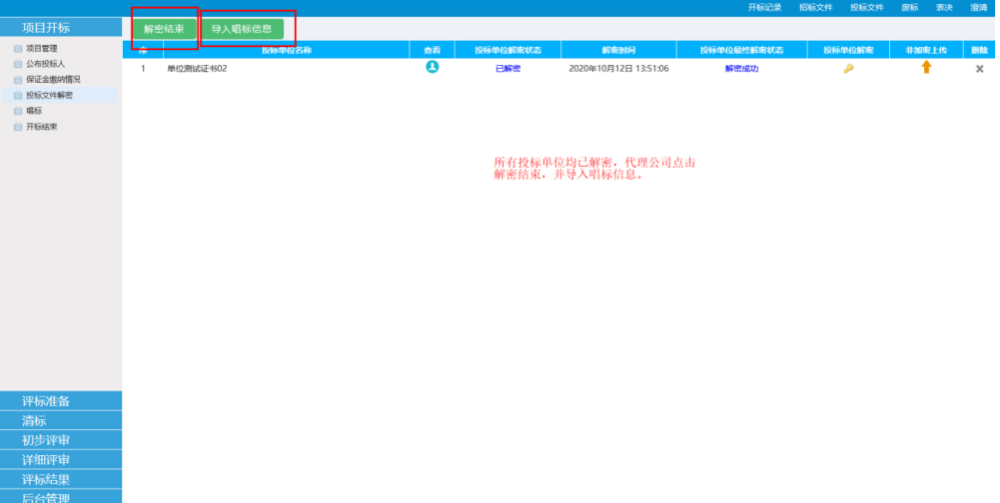 开标记录 招标文件 投标文件 废标 表决 澄清
项目开标
项目管理
公布投标人
保证金缴纳情况
投标文件解密
唱标
开标结束
解密结束 导入唱标信息
序 投标单位名称 查看 投标单位解密状态 解密时间 投标单位最终解密状态 投标单位解密 非加密上传 删除
1 单位测试证书02 已解密 2020年10月12日 13:51:06 解密成功
所有投标单位均已解密，代理公司点击
解密结束，并导入唱标信息。
评标准备
清标
初步评审
详细评审
评标结果
后台管理